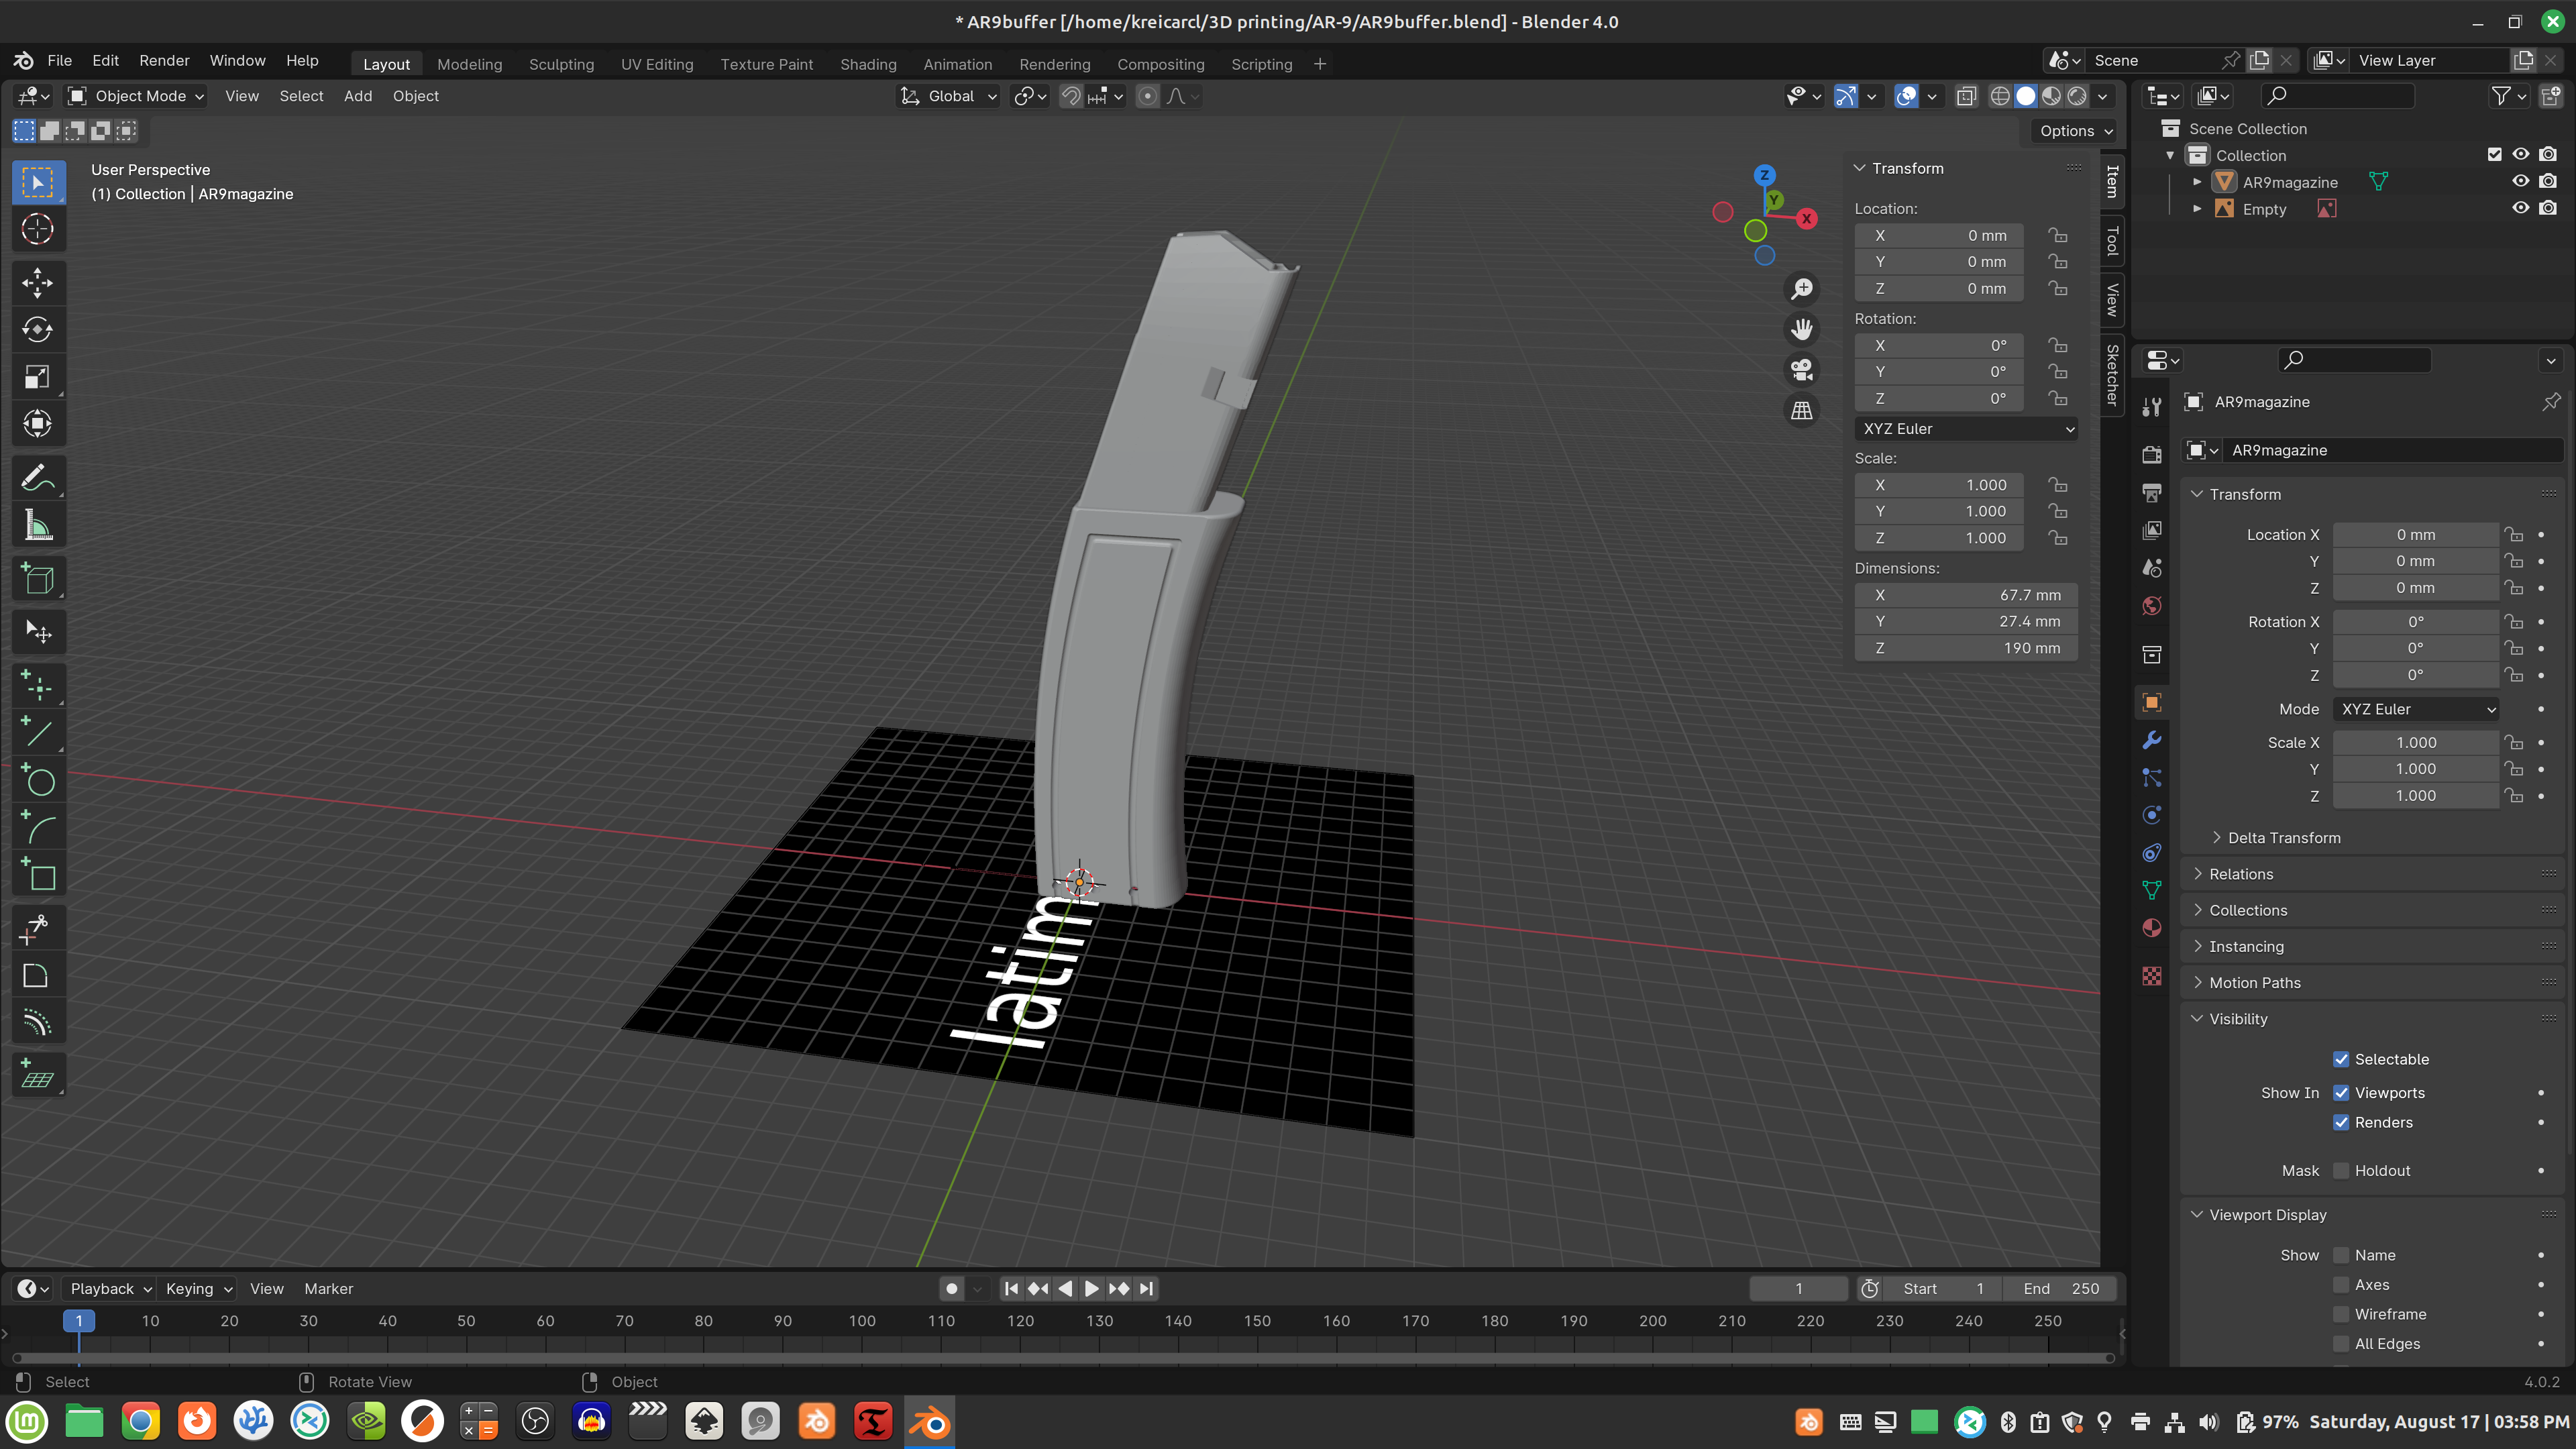 * AR9buffer [/home/kreicarcl/3D printing/AR-9/AR9buffer.blend] - Blender 4.0
File Edit Render Window Help Layout Modeling Sculpting UV Editing Texture Paint Shading Animation Rendering Compositing Scripting + Scene View Layer
Object Mode View Select Add Object Global
Options
User Perspective
(1) Collection | AR9magazine
Z
Y
X
Transform
Location:
X 0 mm
Y 0 mm
Z 0 mm
Rotation:
X 0°
Y 0°
Z 0°
XYZ Euler
Scale:
X 1.000
Y 1.000
Z 1.000
Dimensions:
X 67.7 mm
Y 27.4 mm
Z 190 mm
Item
Tool
View
Sketcher
latim
Scene Collection
Collection
AR9magazine
Empty
AR9magazine
AR9magazine
Transform
Location X 0 mm
Y 0 mm
Z 0 mm
Rotation X 0°
Y 0°
Z 0°
Mode XYZ Euler
Scale X 1.000
Y 1.000
Z 1.000
Delta Transform
Relations
Collections
Instancing
Motion Paths
Visibility
Selectable
Show In Viewports
Renders
Mask Holdout
Viewport Display
Show Name
Axes
Wireframe
All Edges
Playback Keying View Marker 1 Start 1 End 250
1 10 20 30 40 50 60 70 80 90 100 110 120 130 140 150 160 170 180 190 200 210 220 230 240 250
Select Rotate View Object 4.0.2
97% Saturday, August 17 | 03:58 PM